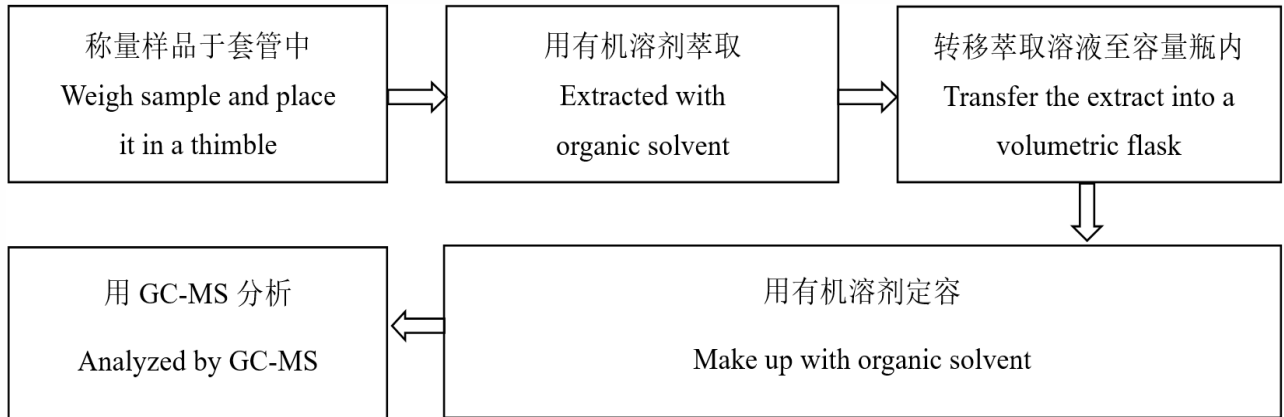 称量样品于套管中
Weigh sample and place
it in a thimble
用有机溶剂萃取
Extracted with
organic solvent
转移萃取溶液至容量瓶内
Transfer the extract into a
volumetric flask
用有机溶剂定容
Make up with organic solvent
用 GC-MS 分析
Analyzed by GC-MS